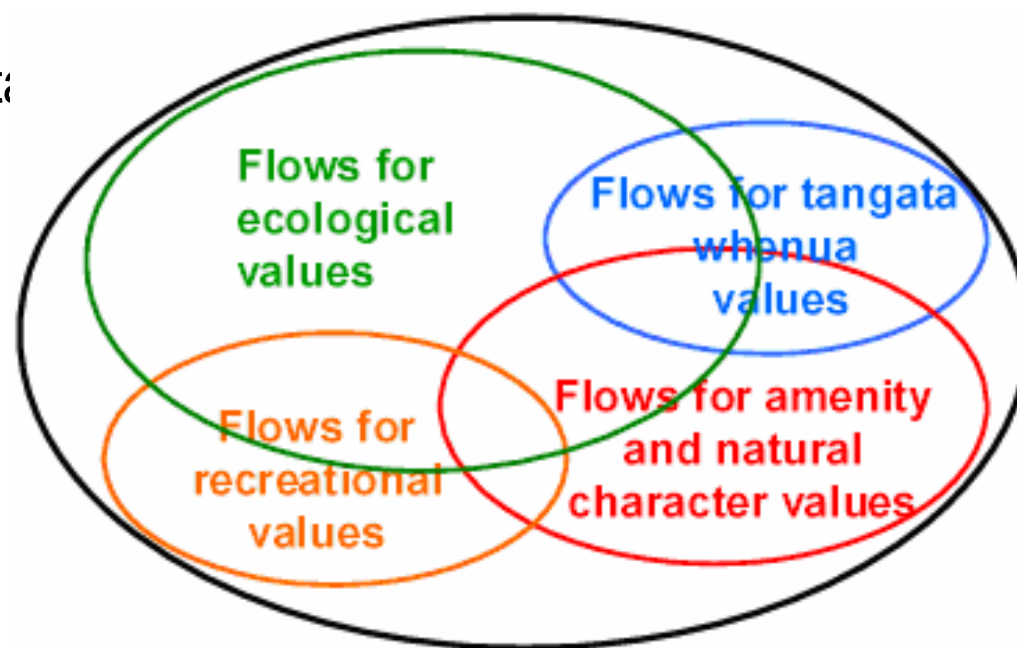 Flows for
ecological
values
Flows for tangata
whenua
values
Flows for
recreational
values
Flows for amenity
and natural
character values